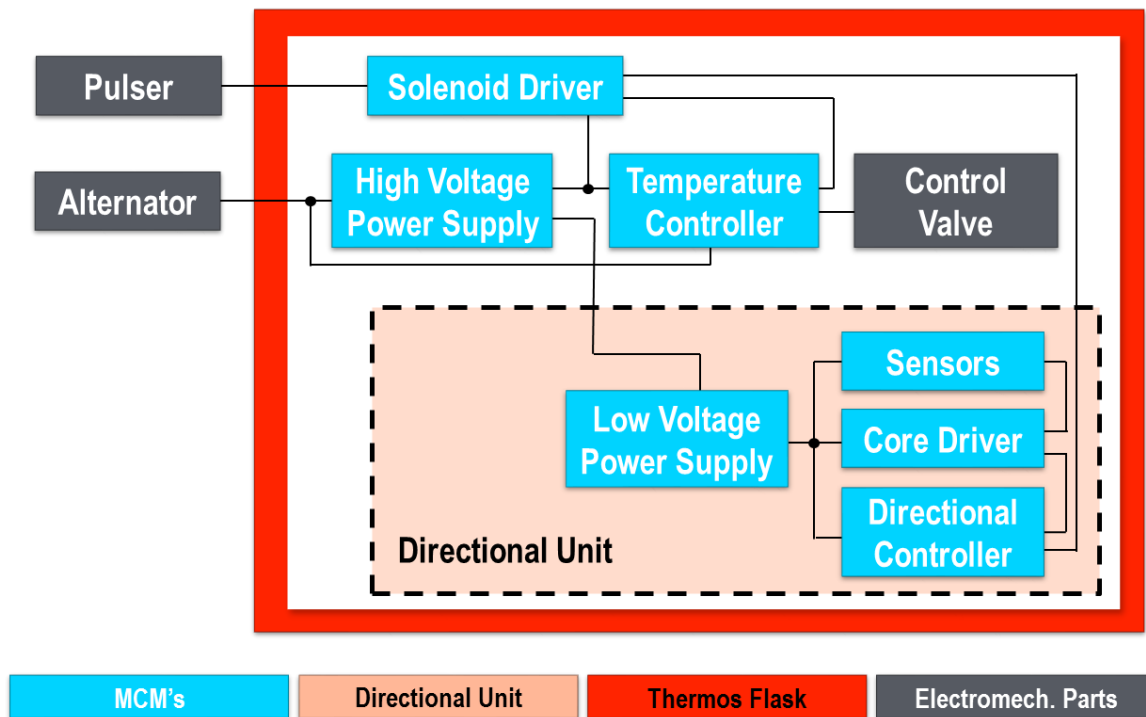 Pulser
Solenoid Driver
Alternator
High Voltage
Power Supply
Temperature
Controller
Control
Valve
Sensors
Low Voltage
Power Supply
Core Driver
Directional
Controller
Directional Unit
MCM's
Directional Unit
Thermos Flask
Electromech. Parts